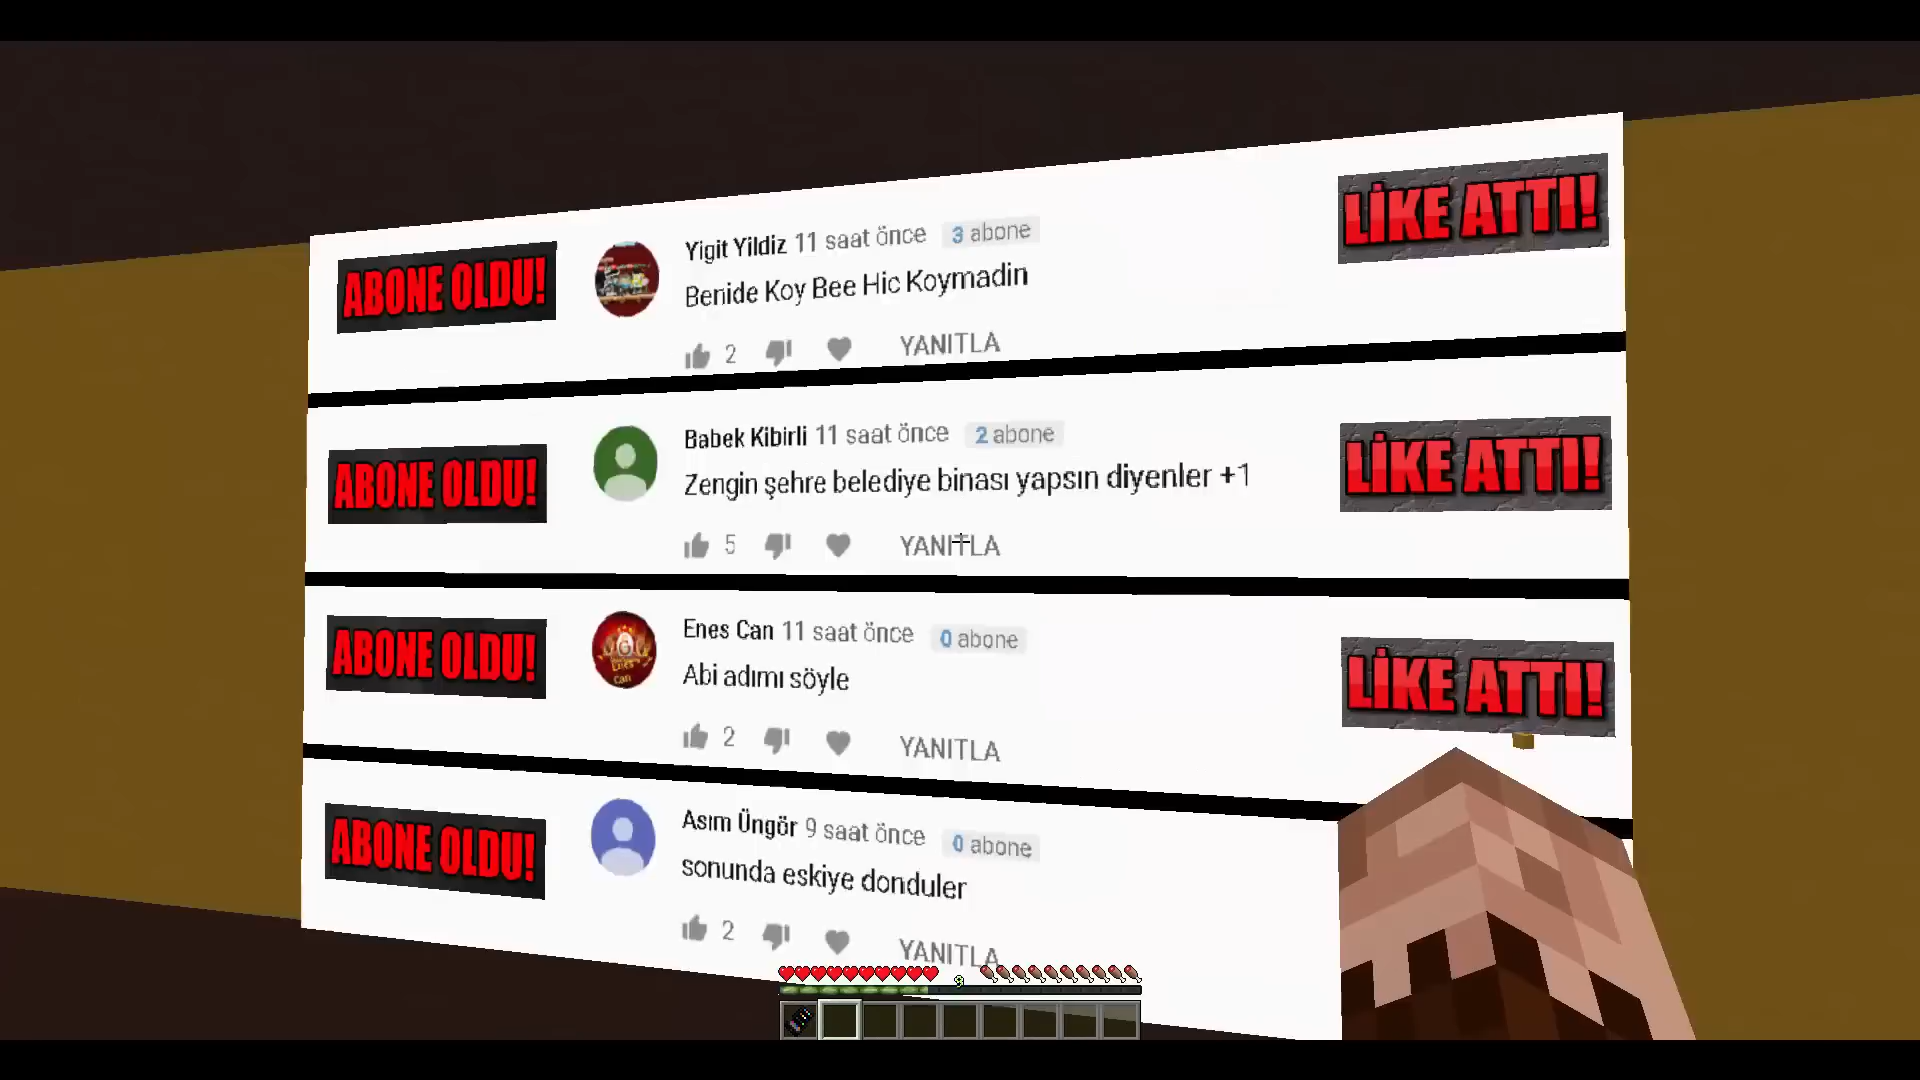 ABONE OLDU!
Yigit Yildiz 11 saat önce 3 abone
LİKE ATTI!
Benide Koy Bee Hic Koymadin
2 YANITLA
ABONE OLDU!
Babek Kibirli 11 saat önce 2 abone
LİKE ATTI!
Zengin şehre belediye binası yapsın diyenler +1
5 YANITLA
ABONE OLDU!
Enes Can 11 saat önce 0 abone
LİKE ATTI!
Abi adımı söyle
2 YANITLA
ABONE OLDU!
Asım Üngör 9 saat önce 0 abone
sonunda eskiye donduler
2 YANITLA